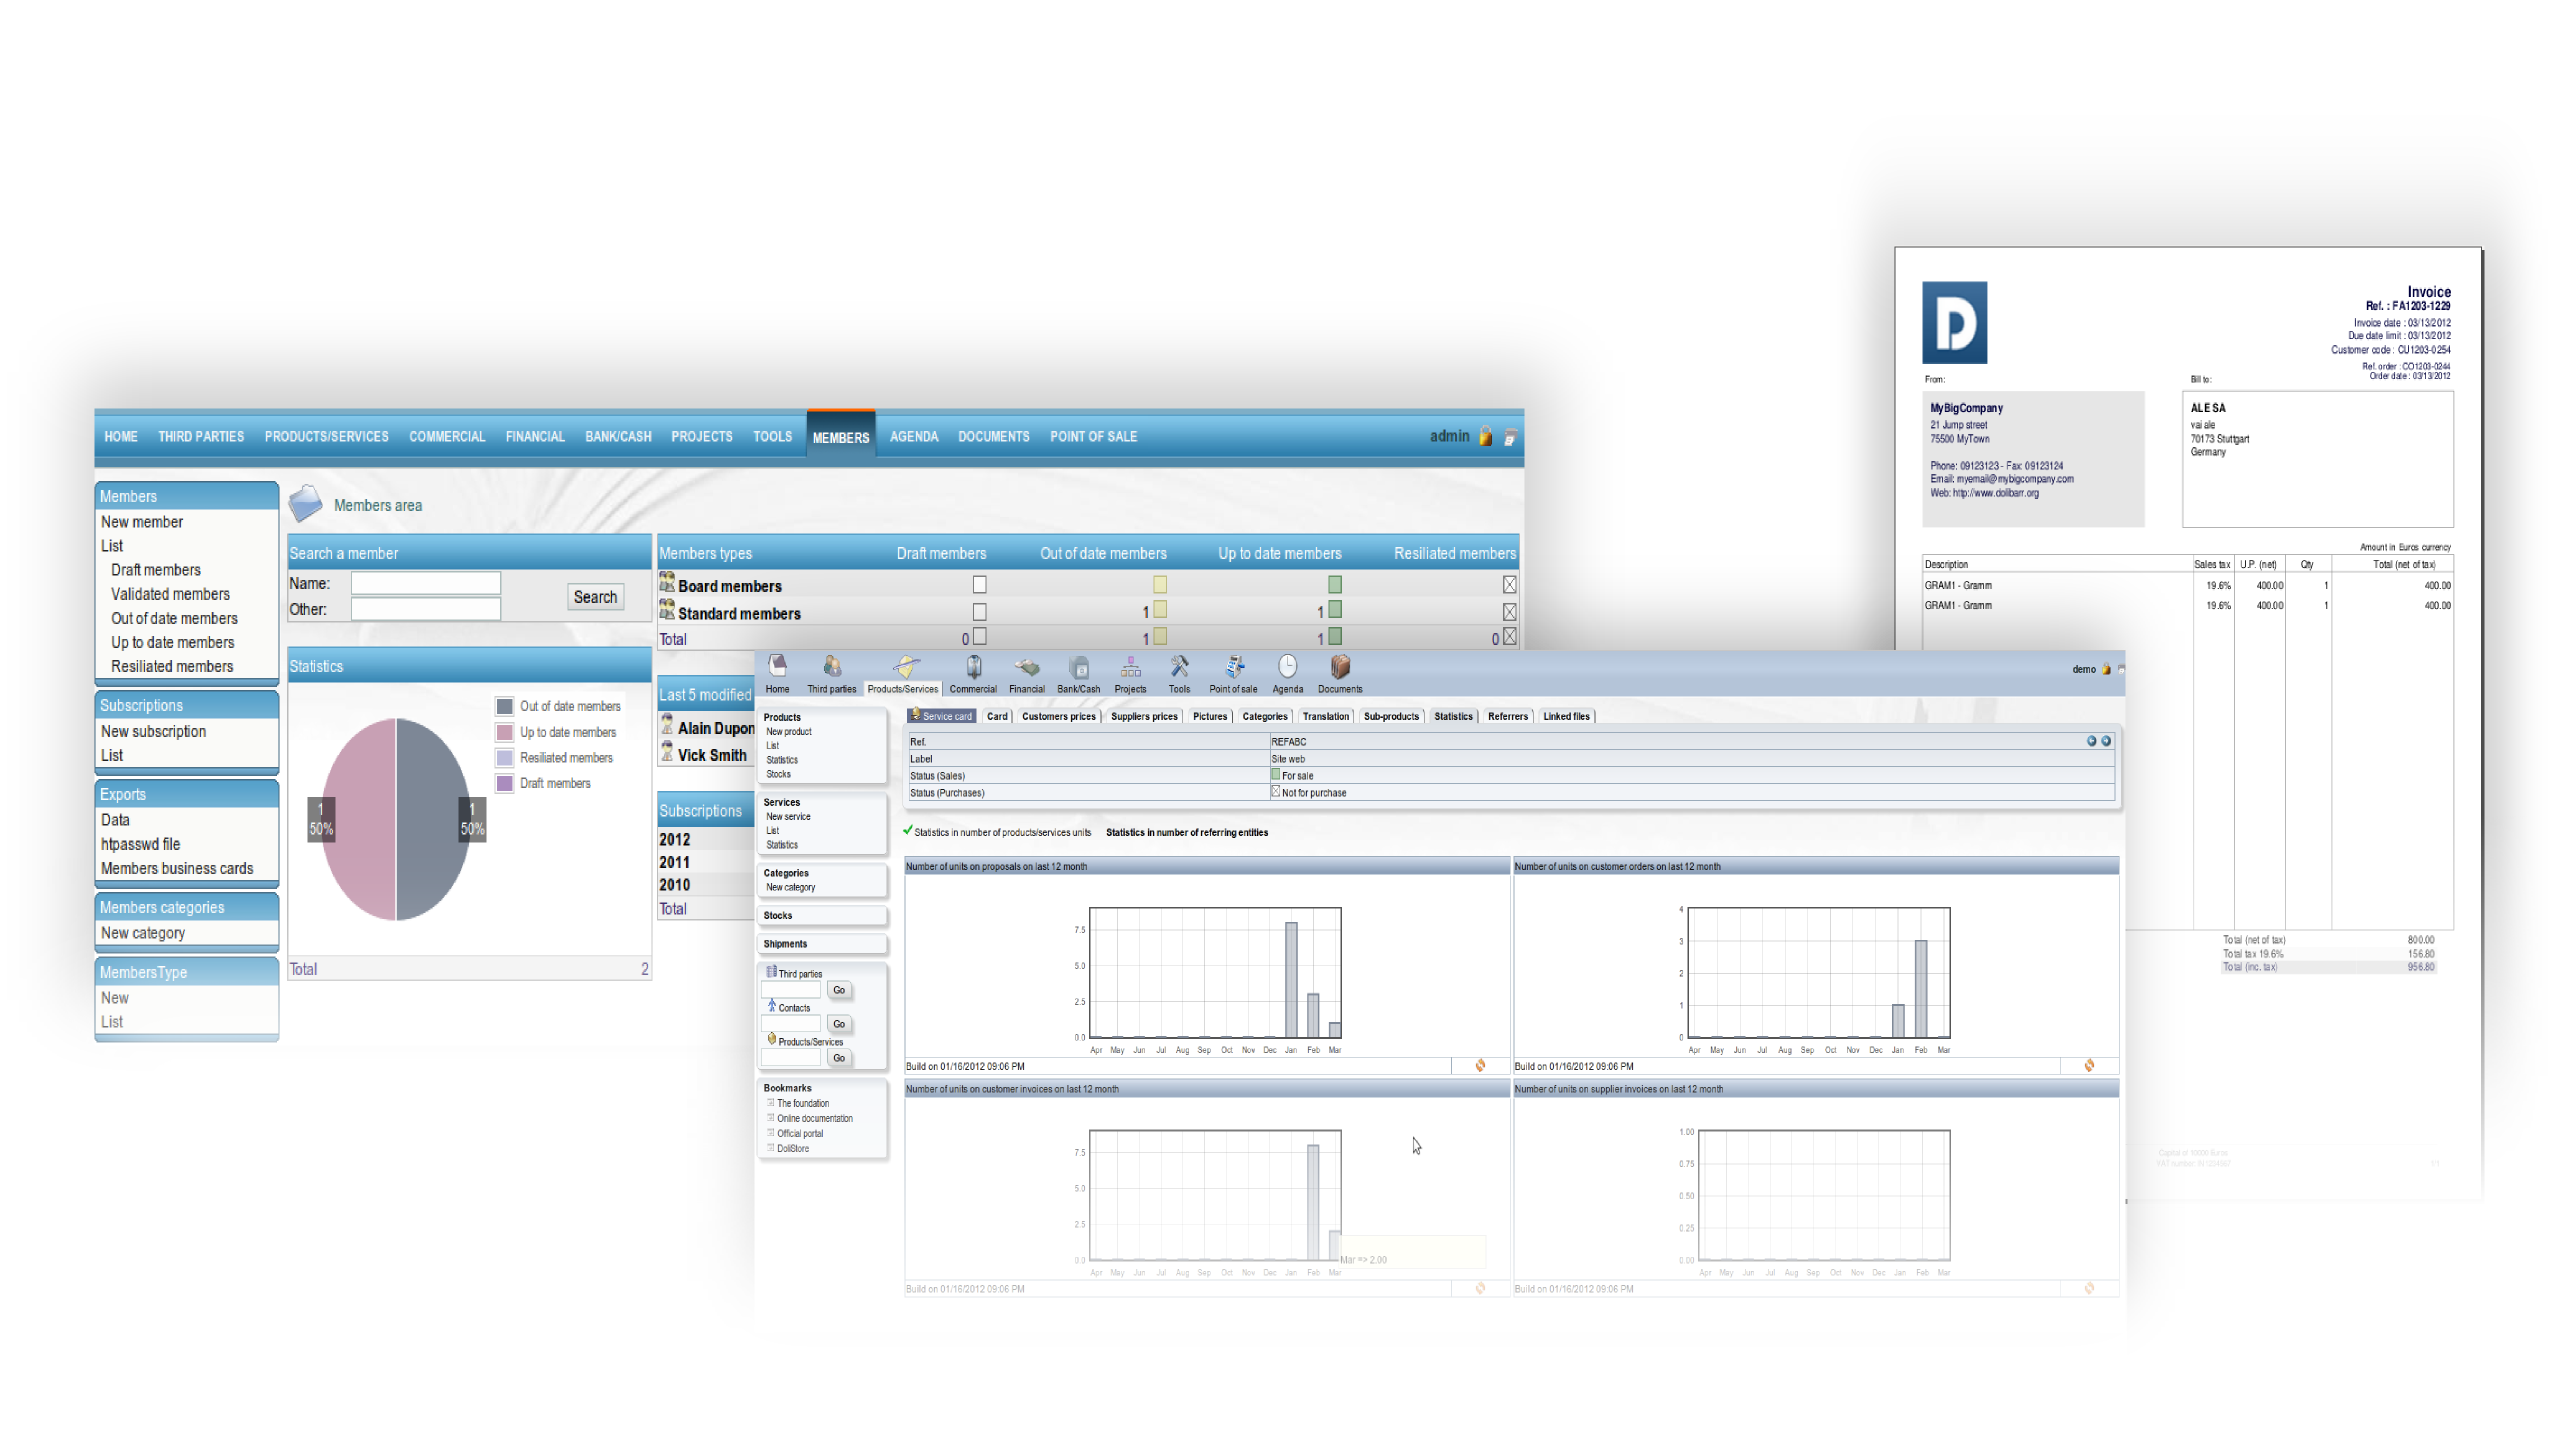 HOME THIRD PARTIES PRODUCTS/SERVICES COMMERCIAL FINANCIAL BANK/CASH PROJECTS TOOLS MEMBERS AGENDA DOCUMENTS POINT OF SALE admin
Members
New member
List
Draft members
Validated members
Out of date members
Up to date members
Resiliated members
Subscriptions
New subscription
List
Exports
Data
htpasswd file
Members business cards
Members categories
New category
MembersType
New
List
Members area
Search a member
Name:
Other:
Search
Statistics
Out of date members
Up to date members
Resiliated members
Draft members
1
50%
1
50%
Total 2
Members types Draft members Out of date members Up to date members Resiliated members
Board members
Standard members 1 1
Total 0 1 1 0
Last 5 modified
Alain Dupon
Vick Smith
Subscriptions
2012
2011
2010
Total
Home Third parties Products/Services Commercial Financial Bank/Cash Projects Tools Point of sale Agenda Documents demo
Products
New product
List
Statistics
Stocks
Services
New service
List
Statistics
Categories
New category
Stocks
Shipments
Third parties
Go
Contacts
Go
Products/Services
Go
Bookmarks
The foundation
Online documentation
Official portal
DoliStore
Service card Card Customers prices Suppliers prices Pictures Categories Translation Sub-products Statistics Referrers Linked files
Ref. REFABC
Label Site web
Status (Sales) For sale
Status (Purchases) Not for purchase
Statistics in number of products/services units Statistics in number of referring entities
Number of units on proposals on last 12 month
7.5
5.0
2.5
0.0
Apr May Jun Jul Aug Sep Oct Nov Dec Jan Feb Mar
Build on 01/16/2012 09:06 PM
Number of units on customer orders on last 12 month
4
3
2
1
0
Apr May Jun Jul Aug Sep Oct Nov Dec Jan Feb Mar
Build on 01/16/2012 09:06 PM
Number of units on customer invoices on last 12 month
7.5
5.0
2.5
0.0
Mar => 2.00
Apr May Jun Jul Aug Sep Oct Nov Dec Jan Feb Mar
Build on 01/16/2012 09:06 PM
Number of units on supplier invoices on last 12 month
1.00
0.75
0.50
0.25
0.00
Apr May Jun Jul Aug Sep Oct Nov Dec Jan Feb Mar
Build on 01/16/2012 09:06 PM
D
Invoice
Ref. : FA1203-1229
Invoice date : 03/13/2012
Due date limit : 03/13/2012
Customer code : CU1203-0254
Ref. order : CO1203-0244
Order date : 03/13/2012
From:
MyBigCompany
21 Jump street
75500 MyTown
Phone: 09123123 - Fax: 09123124
Email: myemail@mybigcompany.com
Web: http://www.dolibarr.org
Bill to:
ALE SA
vai ale
70173 Stuttgart
Germany
Amount in Euros currency
Description Sales tax U.P. (net) Qty Total (net of tax)
GRAM1 - Gramm 19.6% 400.00 1 400.00
GRAM1 - Gramm 19.6% 400.00 1 400.00
Total (net of tax) 800.00
Total tax 19.6% 156.80
Total (inc. tax) 956.80
Capital of 10000 Euros